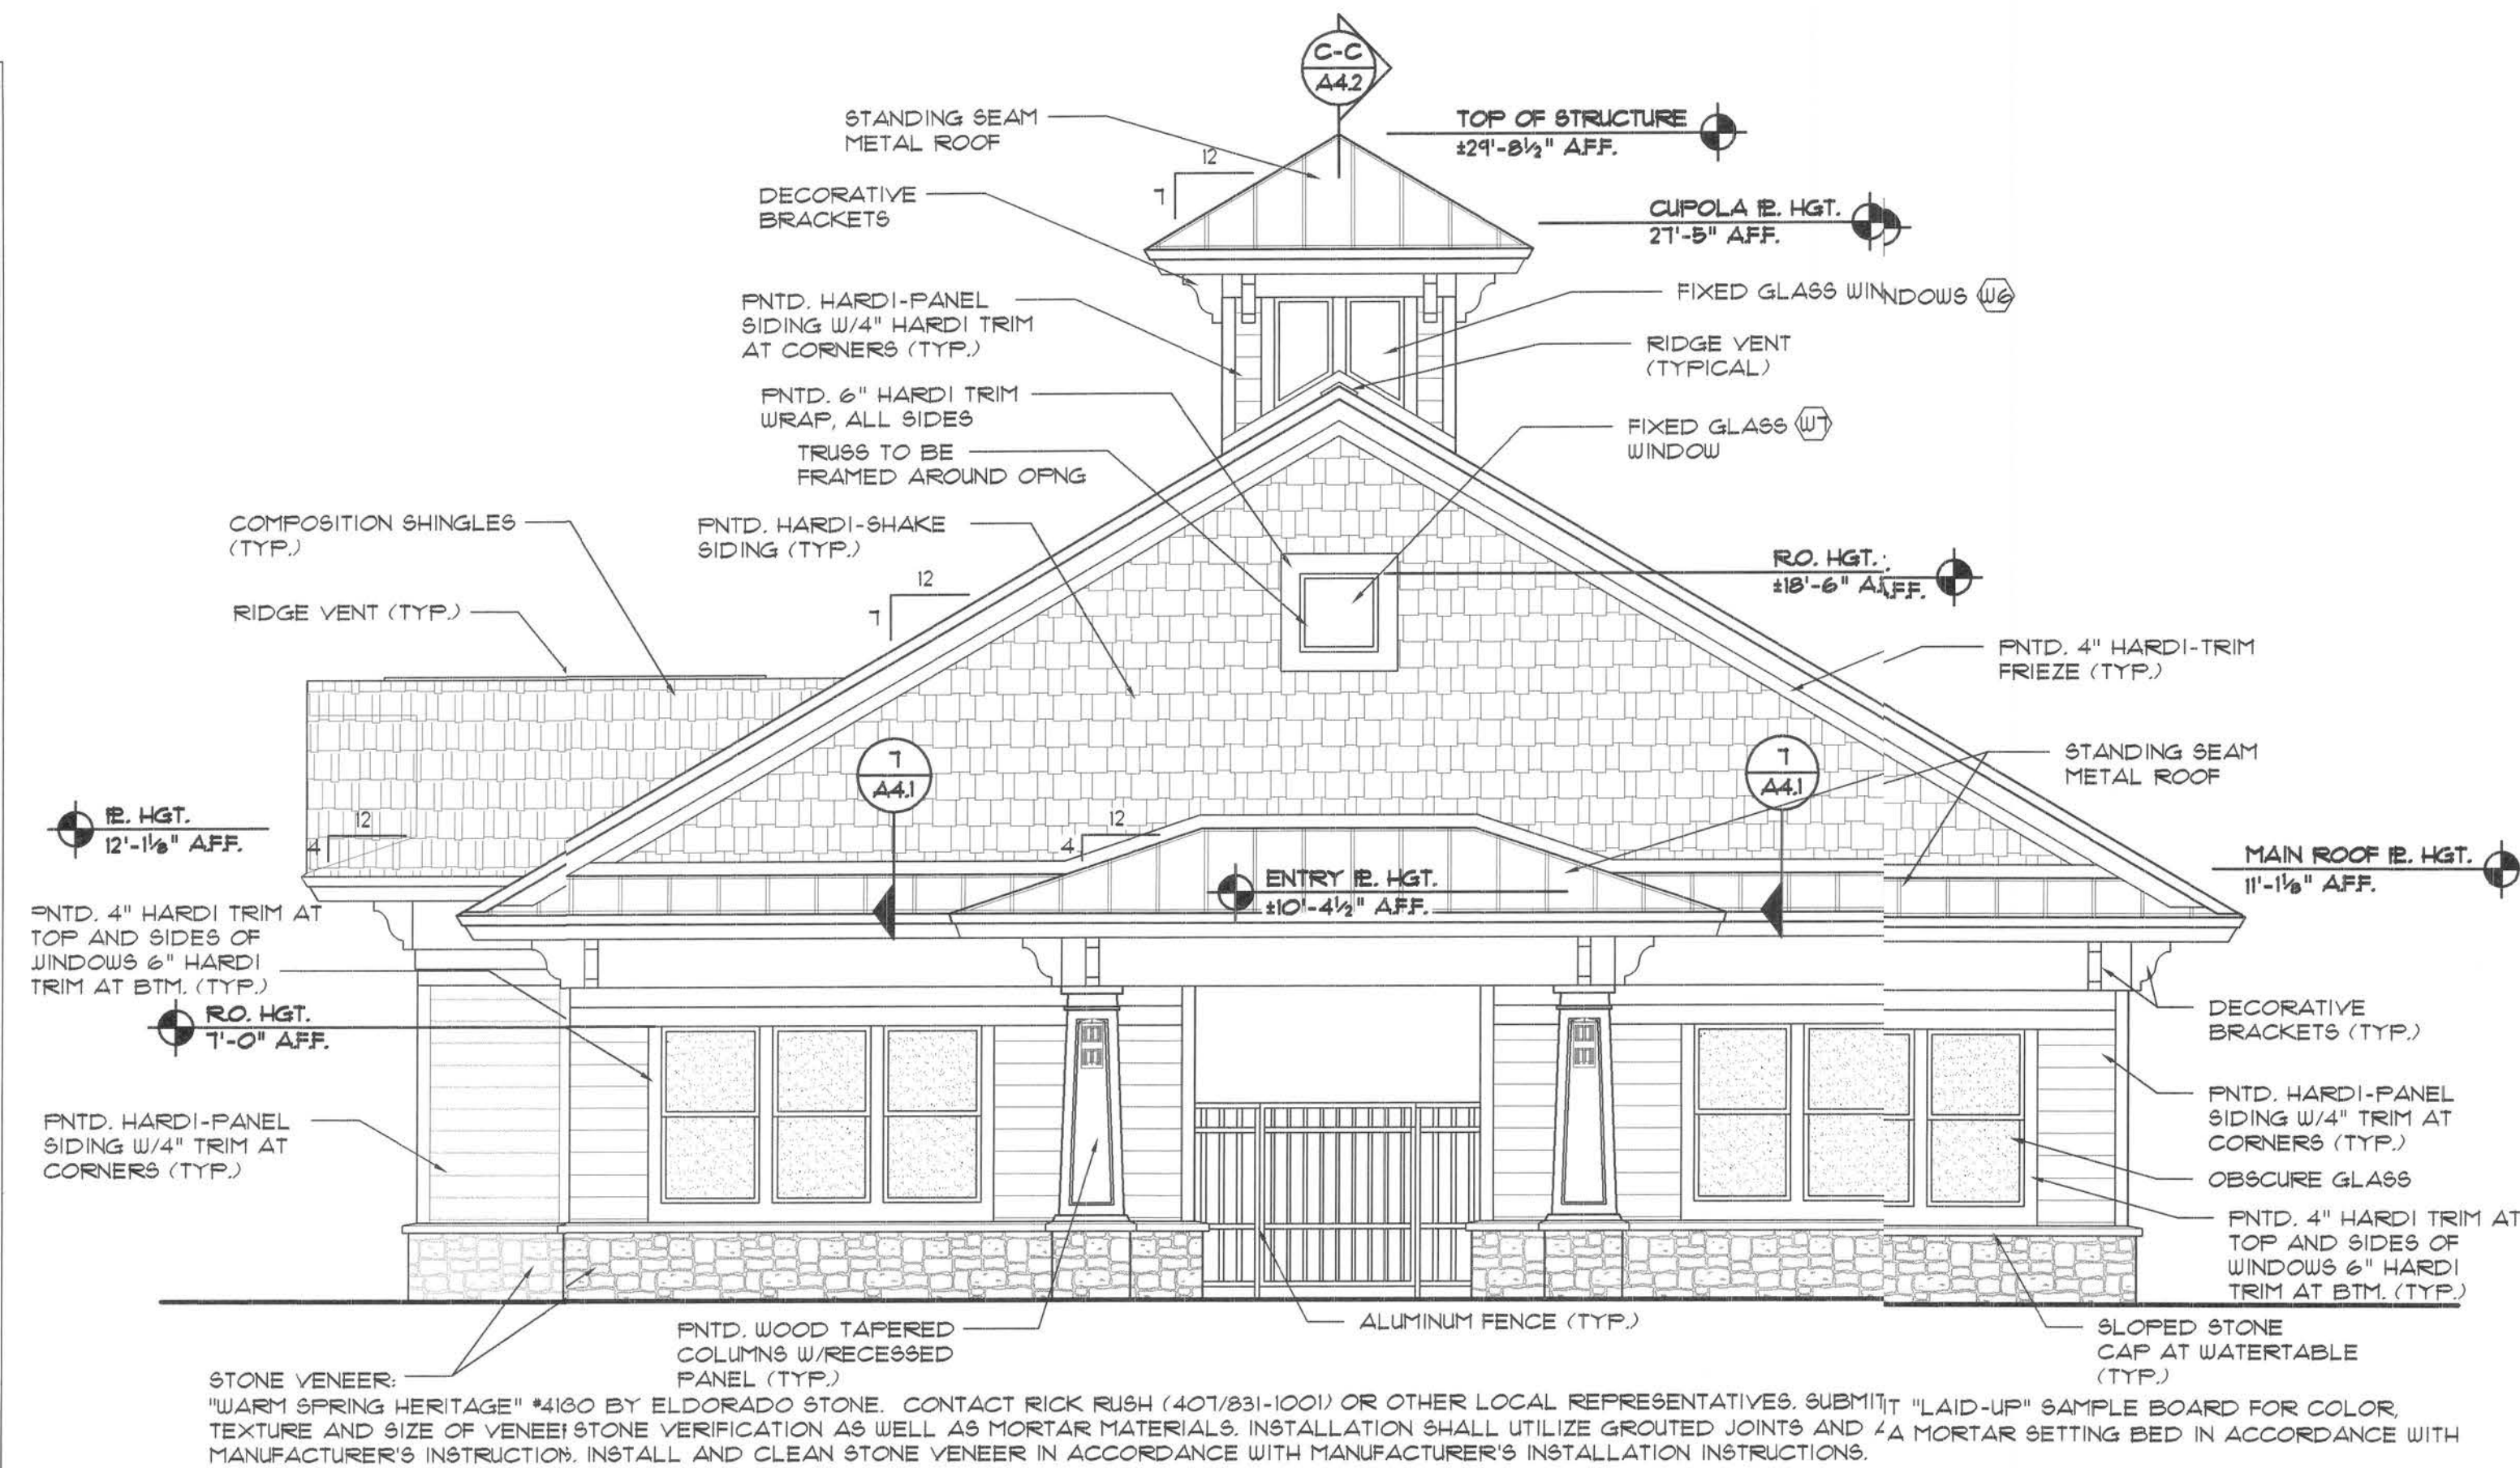 C-C
A4.2
STANDING SEAM
METAL ROOF
TOP OF STRUCTURE
±29'-8½" A.F.F.
12
7
DECORATIVE
BRACKETS
CUPOLA PL. HGT.
27'-5" A.F.F.
PNTD. HARDI-PANEL
SIDING W/4" HARDI TRIM
AT CORNERS (TYP.)
FIXED GLASS WINNDOWS W6
RIDGE VENT
(TYPICAL)
PNTD. 6" HARDI TRIM
WRAP, ALL SIDES
FIXED GLASS W7
WINDOW
TRUSS TO BE
FRAMED AROUND OPNG
COMPOSITION SHINGLES
(TYP.)
PNTD. HARDI-SHAKE
SIDING (TYP.)
R.O. HGT.
±18'-6" A.F.F.
12
7
RIDGE VENT (TYP.)
PNTD. 4" HARDI-TRIM
FRIEZE (TYP.)
7
A4.1
7
A4.1
STANDING SEAM
METAL ROOF
PL. HGT.
12'-1⅛" A.F.F.
12
4
12
4
ENTRY PL. HGT.
±10'-4½" A.F.F.
MAIN ROOF PL. HGT.
11'-1⅛" A.F.F.
PNTD. 4" HARDI TRIM AT
TOP AND SIDES OF
WINDOWS 6" HARDI
TRIM AT BTM. (TYP.)
R.O. HGT.
7'-0" A.F.F.
DECORATIVE
BRACKETS (TYP.)
PNTD. HARDI-PANEL
SIDING W/4" TRIM AT
CORNERS (TYP.)
PNTD. HARDI-PANEL
SIDING W/4" TRIM AT
CORNERS (TYP.)
OBSCURE GLASS
PNTD. 4" HARDI TRIM AT
TOP AND SIDES OF
WINDOWS 6" HARDI
TRIM AT BTM. (TYP.)
PNTD. WOOD TAPERED
COLUMNS W/RECESSED
PANEL (TYP.)
ALUMINUM FENCE (TYP.)
SLOPED STONE
CAP AT WATERTABLE
(TYP.)
STONE VENEER:
"WARM SPRING HERITAGE" #4180 BY ELDORADO STONE. CONTACT RICK RUSH (407/831-1001) OR OTHER LOCAL REPRESENTATIVES. SUBMIT "LAID-UP" SAMPLE BOARD FOR COLOR,
TEXTURE AND SIZE OF VENEER STONE VERIFICATION AS WELL AS MORTAR MATERIALS. INSTALLATION SHALL UTILIZE GROUTED JOINTS AND A MORTAR SETTING BED IN ACCORDANCE WITH
MANUFACTURER'S INSTRUCTION. INSTALL AND CLEAN STONE VENEER IN ACCORDANCE WITH MANUFACTURER'S INSTALLATION INSTRUCTIONS.